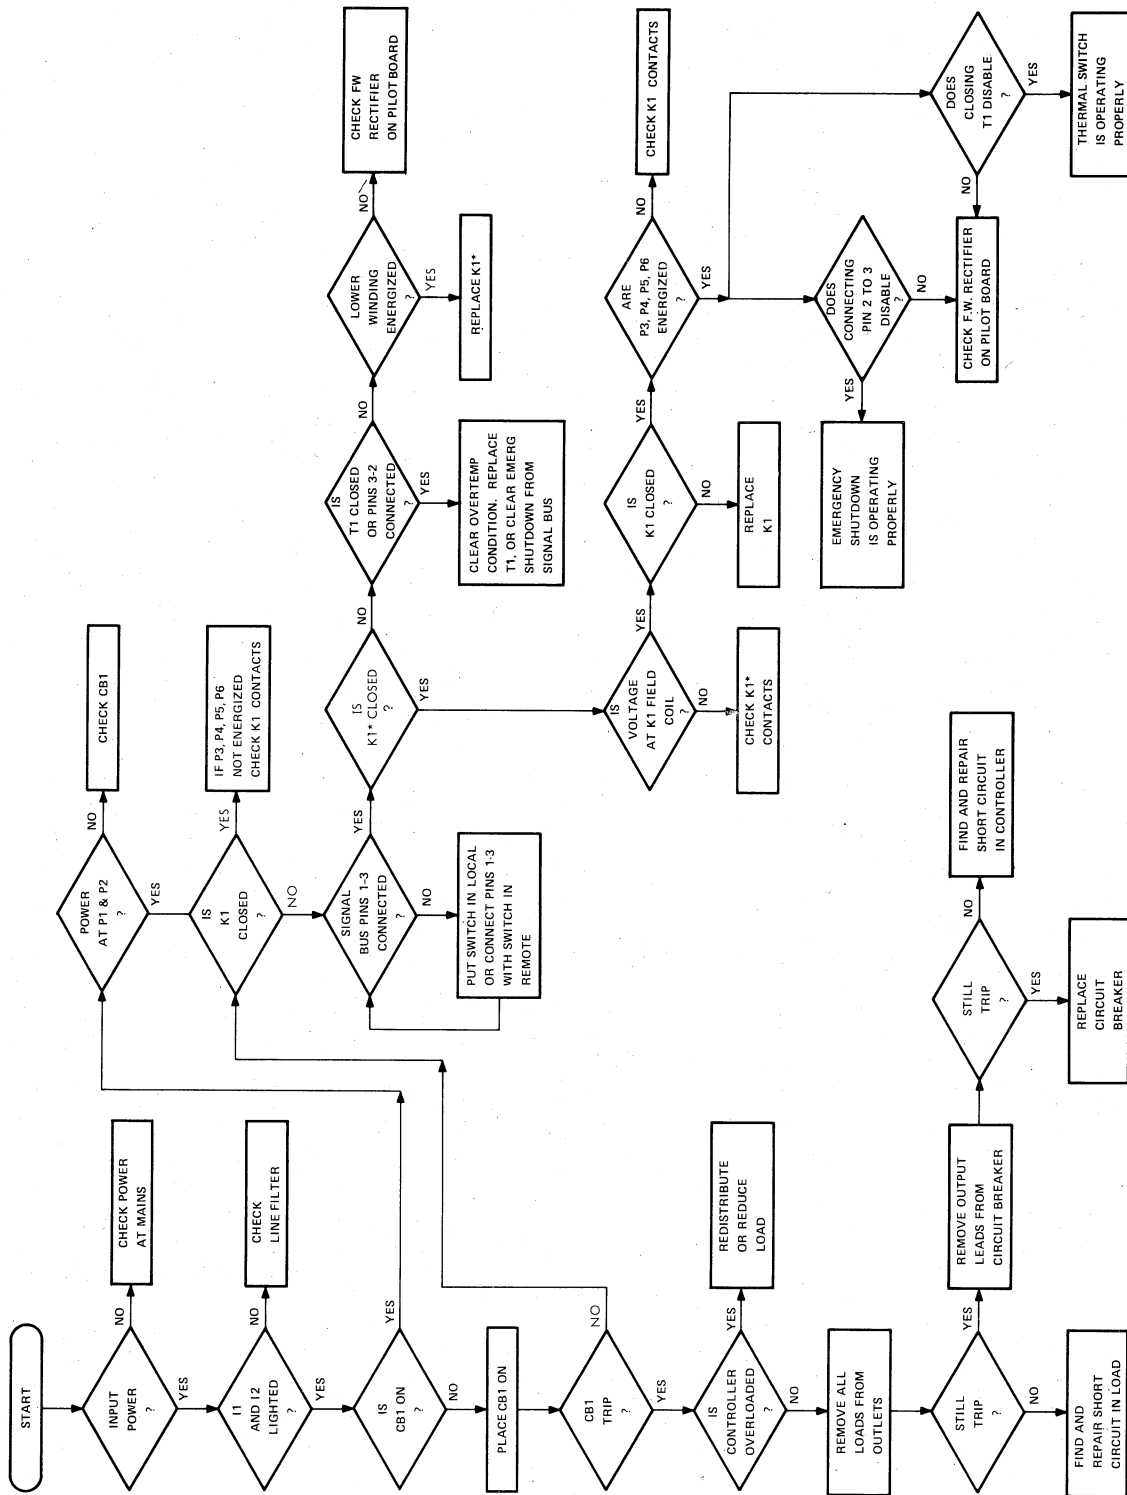 START
INPUT
POWER
?
NO
CHECK POWER
AT MAINS
YES
I1
AND I2
LIGHTED
?
NO
CHECK
LINE FILTER
YES
IS
CB1 ON
?
YES
NO
PLACE CB1 ON
CB1
TRIP
?
NO
YES
IS
CONTROLLER
OVERLOADED
?
YES
REDISTRIBUTE
OR REDUCE
LOAD
NO
REMOVE ALL
LOADS FROM
OUTLETS
STILL
TRIP
?
NO
FIND AND
REPAIR SHORT
CIRCUIT IN LOAD
YES
REMOVE OUTPUT
LEADS FROM
CIRCUIT BREAKER
STILL
TRIP
?
YES
REPLACE
CIRCUIT
BREAKER
NO
FIND AND REPAIR
SHORT CIRCUIT
IN CONTROLLER
POWER
AT P1 & P2
?
NO
CHECK CB1
YES
IS
K1
CLOSED
?
YES
IF P3, P4, P5, P6
NOT ENERGIZED
CHECK K1 CONTACTS
NO
SIGNAL
BUS PINS 1-3
CONNECTED
?
NO
PUT SWITCH IN LOCAL
OR CONNECT PINS 1-3
WITH SWITCH IN
REMOTE
YES
IS
K1* CLOSED
?
NO
IS
T1 CLOSED
OR PINS 3-2
CONNECTED
?
YES
CLEAR OVERTEMP
CONDITION. REPLACE
T1, OR CLEAR EMERG
SHUTDOWN FROM
SIGNAL BUS
NO
LOWER
WINDING
ENERGIZED
?
YES
REPLACE K1*
NO
CHECK FW
RECTIFIER
ON PILOT BOARD
YES
IS
VOLTAGE
AT K1 FIELD
COIL
?
NO
CHECK K1*
CONTACTS
YES
IS
K1 CLOSED
?
NO
REPLACE
K1
YES
ARE
P3, P4, P5, P6
ENERGIZED
?
NO
CHECK K1 CONTACTS
YES
DOES
CONNECTING
PIN 2 TO 3
DISABLE
?
YES
EMERGENCY
SHUTDOWN
IS OPERATING
PROPERLY
NO
CHECK F.W. RECTIFIER
ON PILOT BOARD
DOES
CLOSING
T1 DISABLE
?
NO
YES
THERMAL SWITCH
IS OPERATING
PROPERLY